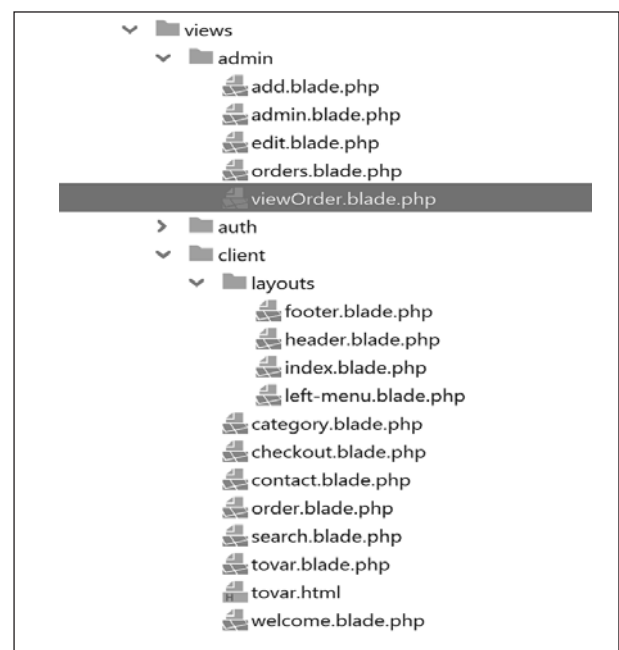 views
admin
add.blade.php
admin.blade.php
edit.blade.php
orders.blade.php
viewOrder.blade.php
auth
client
layouts
footer.blade.php
header.blade.php
index.blade.php
left-menu.blade.php
category.blade.php
checkout.blade.php
contact.blade.php
order.blade.php
search.blade.php
tovar.blade.php
tovar.html
welcome.blade.php